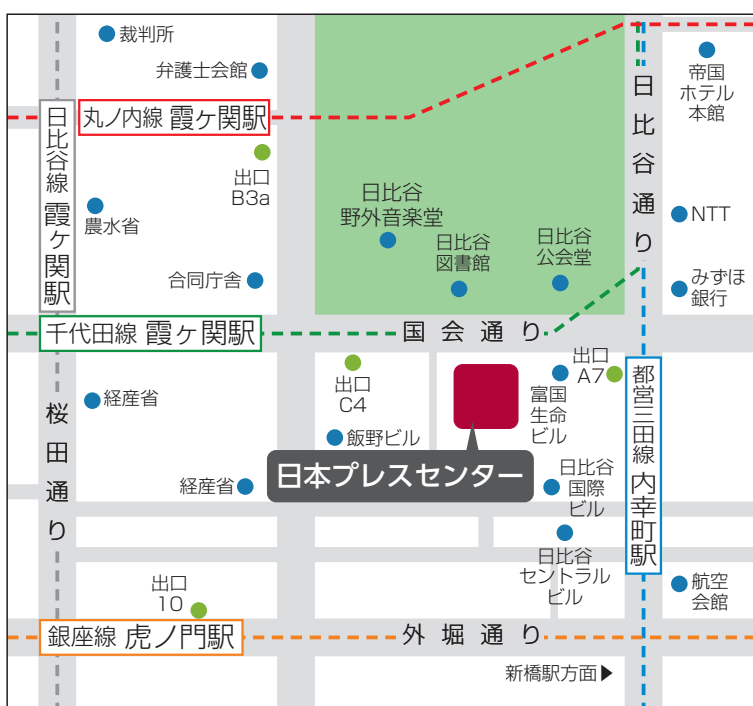 裁判所
弁護士会館
丸ノ内線 霞ヶ関駅
日比谷線 霞ヶ関駅
出口
B3a
農水省
合同庁舎
日比谷
野外音楽堂
日比谷
図書館
日比谷
公会堂
日比谷通り
帝国
ホテル
本館
NTT
みずほ
銀行
千代田線 霞ヶ関駅
国会通り
出口
C4
出口
A7
富国
生命
ビル
都営三田線 内幸町駅
経産省
桜田通り
飯野ビル
日本プレスセンター
経産省
日比谷
国際
ビル
日比谷
セントラル
ビル
航空
会館
出口
10
銀座線 虎ノ門駅
外堀通り
新橋駅方面▶